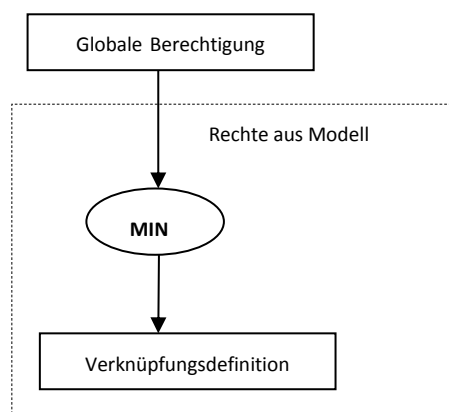 Globale Berechtigung
Rechte aus Modell
MIN
Verknüpfungsdefinition